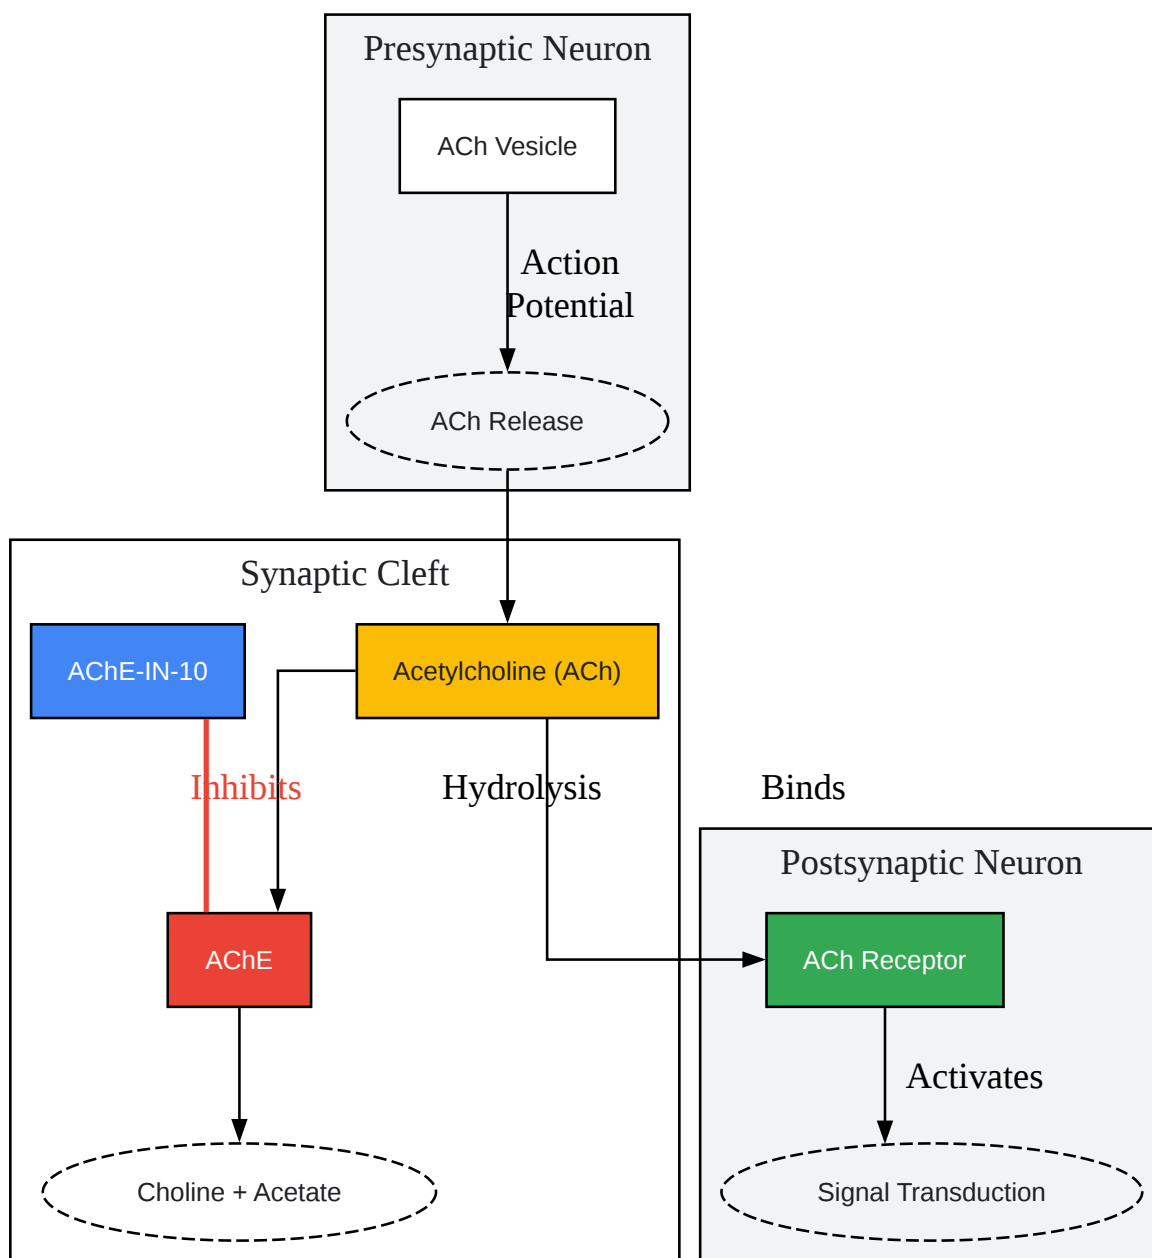 Presynaptic Neuron
ACh Vesicle
Action
Potential
ACh Release
Synaptic Cleft
AChE-IN-10
Acetylcholine (ACh)
Inhibits
Hydrolysis
Binds
Postsynaptic Neuron
AChE
ACh Receptor
Activates
Choline + Acetate
Signal Transduction